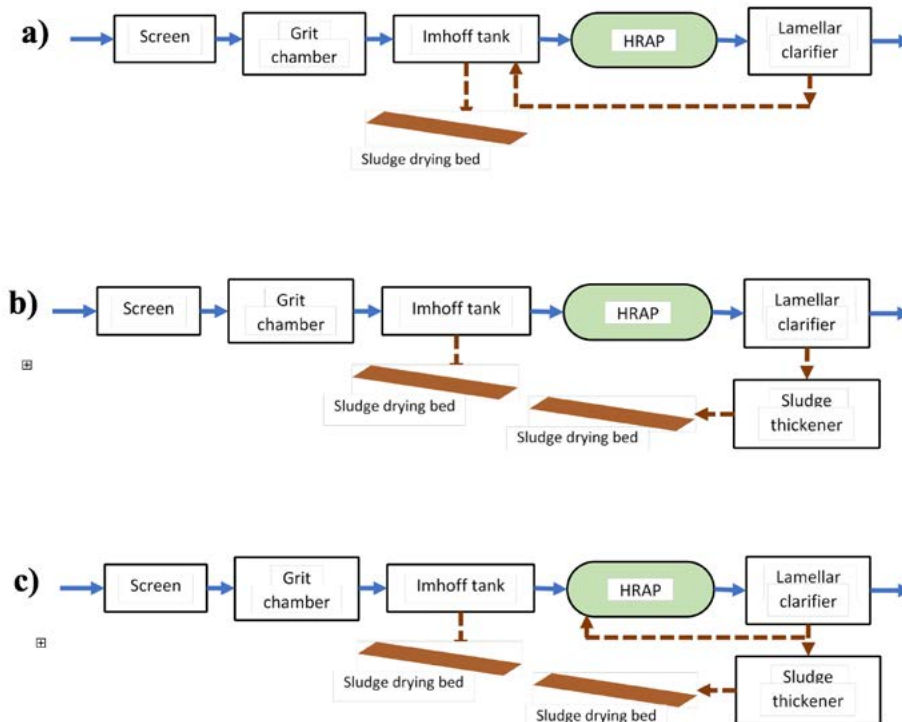 a)
Screen
Grit
chamber
Imhoff tank
HRAP
Lamellar
clarifier
Sludge drying bed
b)
Screen
Grit
chamber
Imhoff tank
HRAP
Lamellar
clarifier
Sludge drying bed
Sludge drying bed
Sludge
thickener
c)
Screen
Grit
chamber
Imhoff tank
HRAP
Lamellar
clarifier
Sludge drying bed
Sludge drying bed
Sludge
thickener